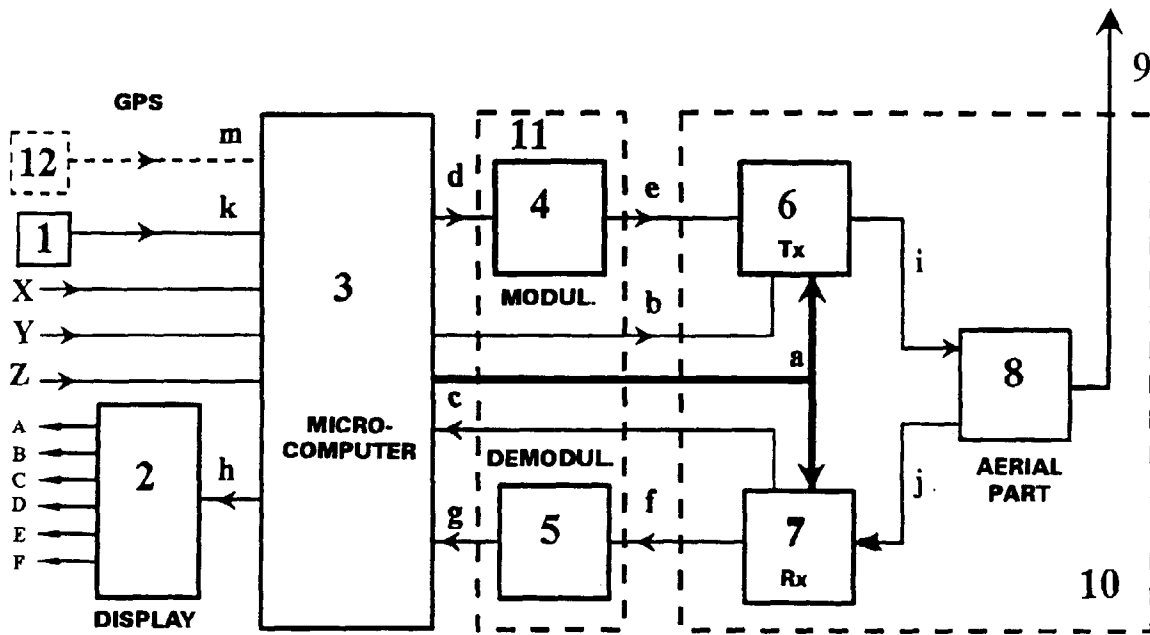 9
GPS
12
m
11
d
4
e
6
Tx
k
1
i
3
X
MODUL.
b
Y
a
8
Z
c
MICRO-
COMPUTER
DEMODUL.
AERIAL
PART
A
B
C
D
E
F
2
h
g
5
f
7
Rx
j
10
DISPLAY